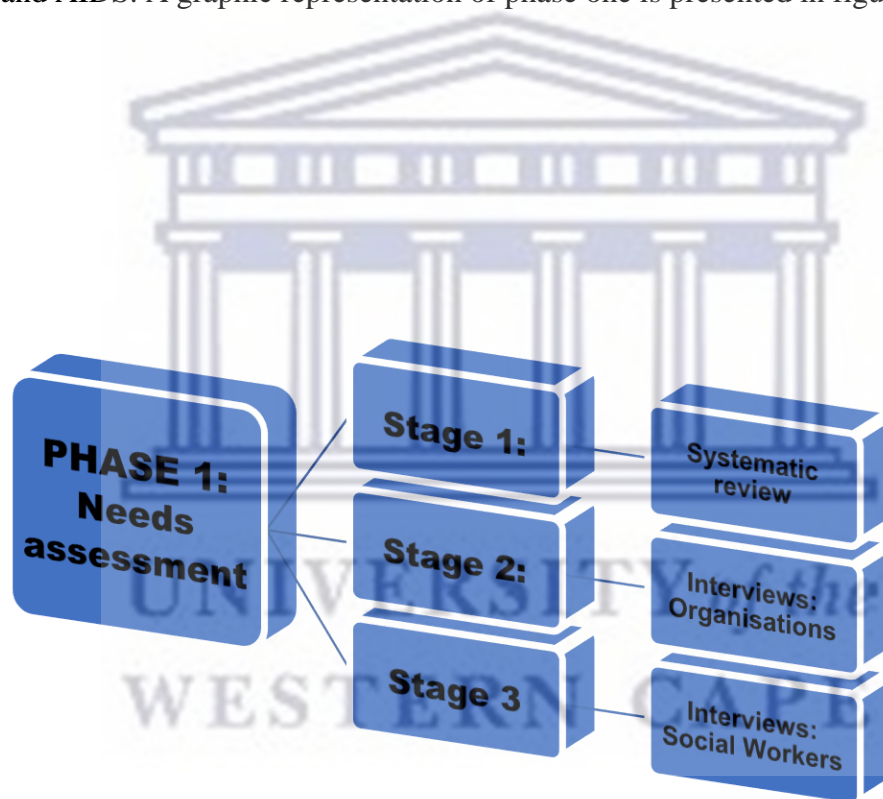 and AIDS. A graphic representation of phase one is presented in figu
PHASE 1:
Needs
assessment
Stage 1:
Systematic
review
Stage 2:
Interviews:
Organisations
Stage 3
Interviews:
Social Workers
UNIVERSITY of the
WESTERN CAPE